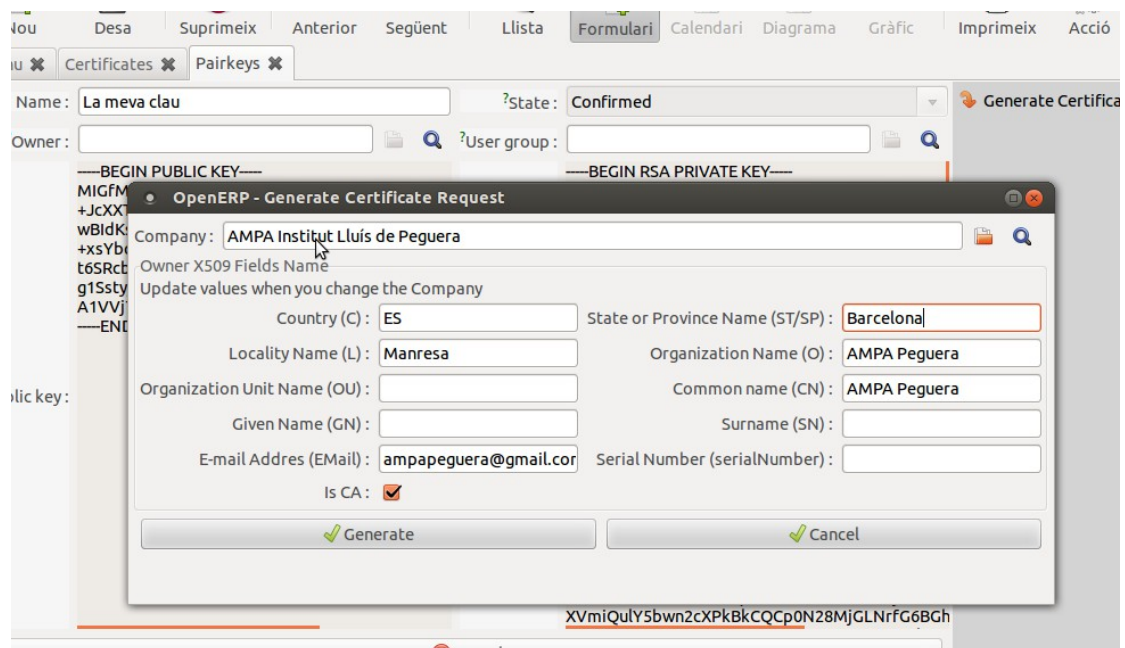 Nou Desa Suprimeix Anterior Següent Llista Formulari Calendari Diagrama Gràfic Imprimeix Acció
Certificates Pairkeys
Name : La meva clau ?State : Confirmed Generate Certifica
Owner : ?User group :
-----BEGIN PUBLIC KEY----- -----BEGIN RSA PRIVATE KEY-----
MIGfM
OpenERP - Generate Certificate Request
+JcXXT
wBIdKs
Company : AMPA Institut Lluís de Peguera
+xsYb
t6SRcb
Owner X509 Fields Name
g1Ssty
Update values when you change the Company
A1VVj
-----END
Country (C) : ES State or Province Name (ST/SP) : Barcelona
Locality Name (L) : Manresa Organization Name (O) : AMPA Peguera
Organization Unit Name (OU) : Common name (CN) : AMPA Peguera
blic key :
Given Name (GN) : Surname (SN) :
E-mail Addres (EMail) : ampapeguera@gmail.cor Serial Number (serialNumber) :
Is CA :
Generate Cancel
XVmiQulY5bwn2cXPkBkCQCp0N28MjGLNrfG6BGh